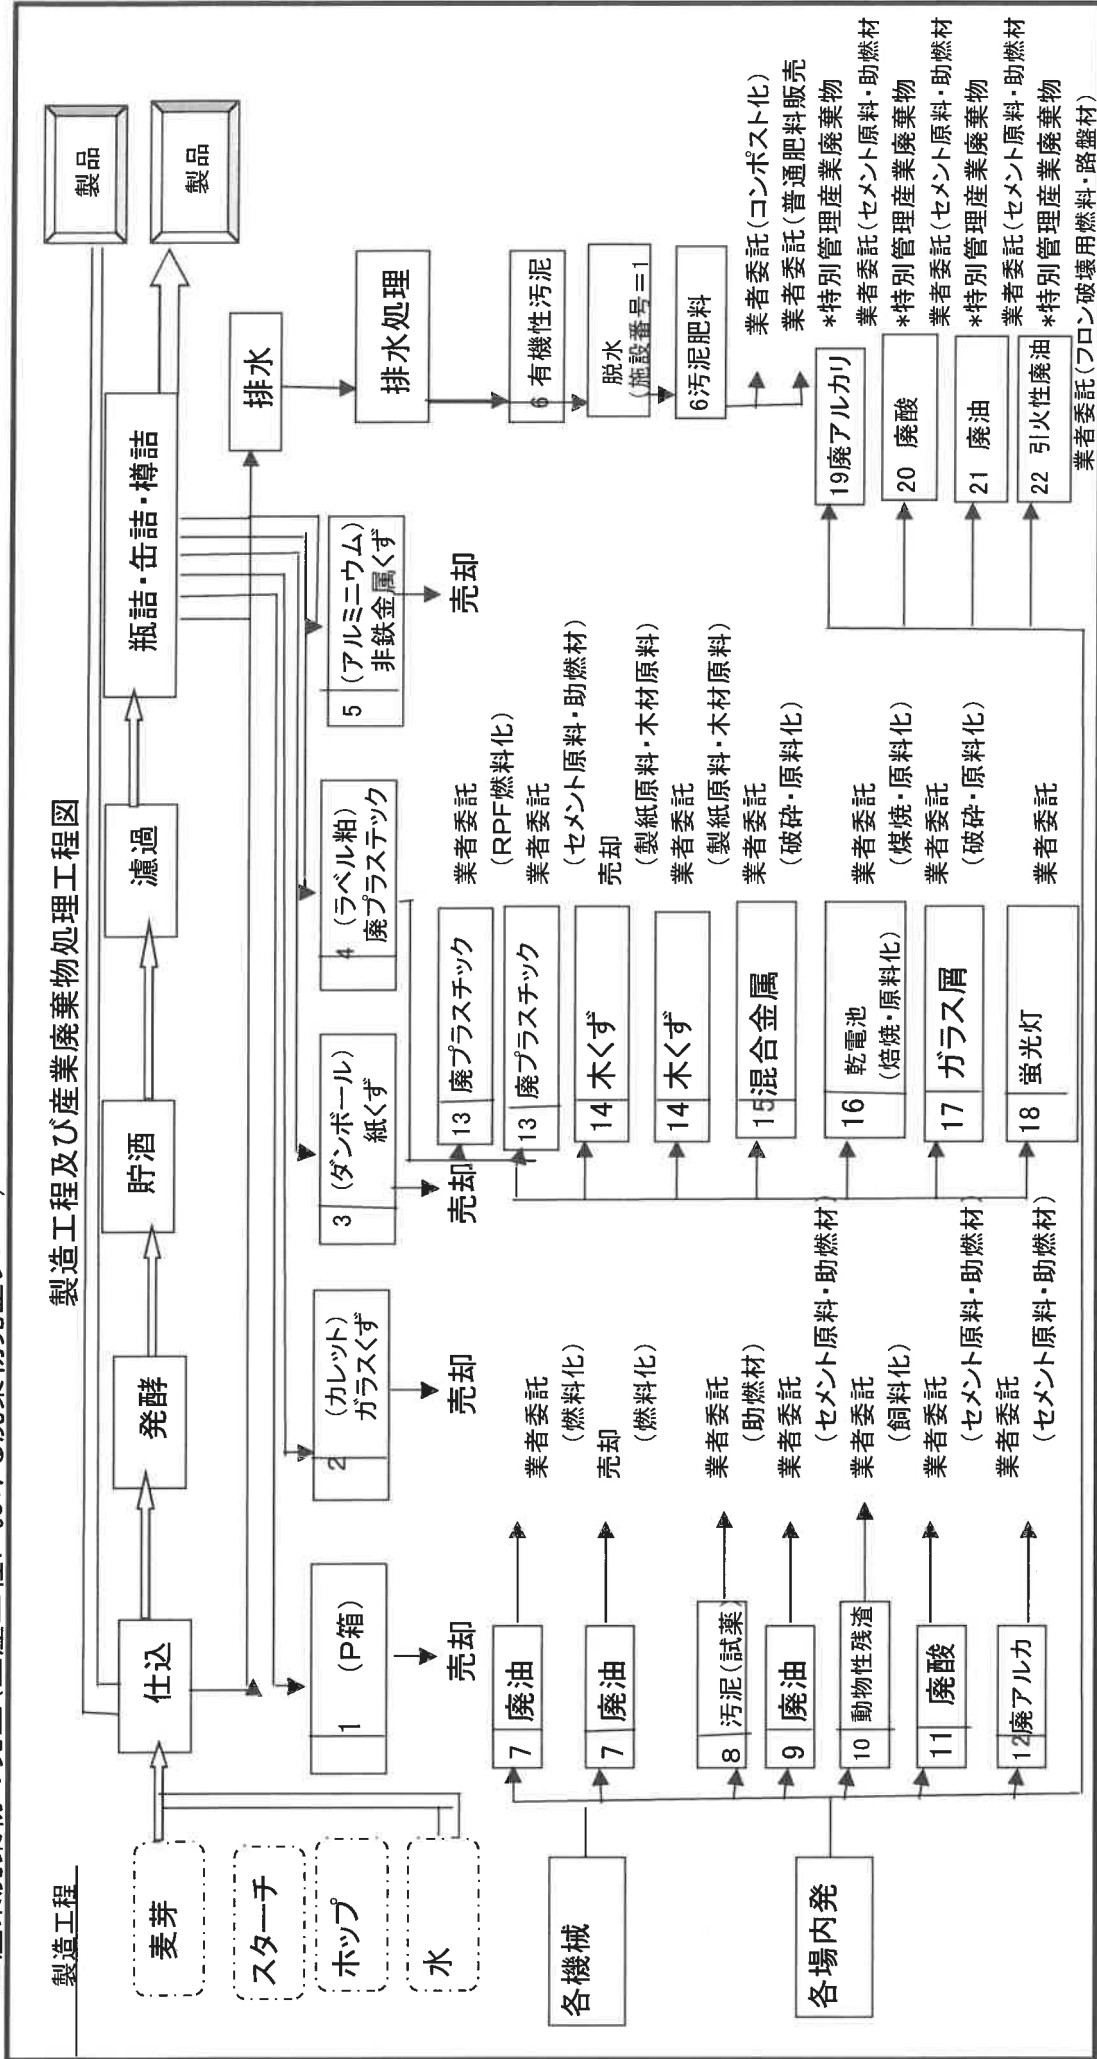 製造工程及び産業廃棄物処理工程図
製造工程
麦芽
スターチ
ホップ
水
仕込
発酵
貯酒
濾過
瓶詰・缶詰・樽詰
製品
製品
1 (P箱)
売却
2 (カレット)
ガラスくず
売却
3 (ダンボール)
紙くず
売却
4 (ラベル粕)
廃プラステック
5 (アルミニウム)
非鉄金属くず
売却
排水
排水処理
6 有機性汚泥
脱水
(施設番号=1
6汚泥肥料
業者委託(コンポスト化)
業者委託(普通肥料販売
各機械
各場内発
7 廃油
業者委託
(燃料化)
7 廃油
売却
(燃料化)
8 汚泥(試薬)
業者委託
(助燃材)
9 廃油
業者委託
(セメント原料・助燃材)
10 動物性残渣
業者委託
(飼料化)
11 廃酸
業者委託
(セメント原料・助燃材)
12廃アルカ
業者委託
(セメント原料・助燃材)
13 廃プラスチック
業者委託
(RPF燃料化)
13 廃プラスチック
業者委託
(セメント原料・助燃材)
14 木くず
売却
(製紙原料・木材原料)
14 木くず
業者委託
(製紙原料・木材原料)
15混合金属
業者委託
(破砕・原料化)
16 乾電池
(焙焼・原料化)
業者委託
(煤焼・原料化)
17 ガラス屑
業者委託
(破砕・原料化)
18 蛍光灯
業者委託
19廃アルカリ
*特別管理産業廃棄物
業者委託(セメント原料・助燃材
20 廃酸
*特別管理産業廃棄物
業者委託(セメント原料・助燃材
21 廃油
*特別管理産業廃棄物
業者委託(セメント原料・助燃材
22 引火性廃油
*特別管理産業廃棄物
業者委託(フロン破壊用燃料・路盤材)